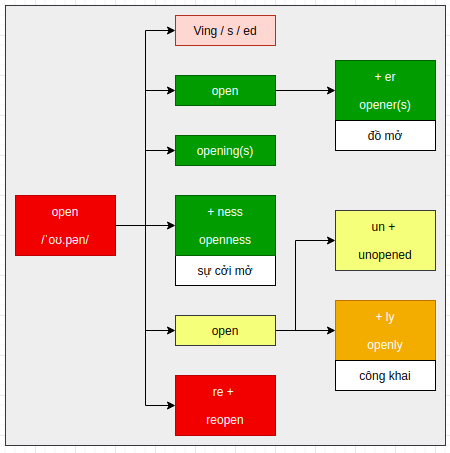 Ving / s / ed
open
+ er
opener(s)
đồ mở
opening(s)
open
/ˈoʊ.pən/
+ ness
openness
sự cởi mở
un +
unopened
open
+ ly
openly
công khai
re +
reopen